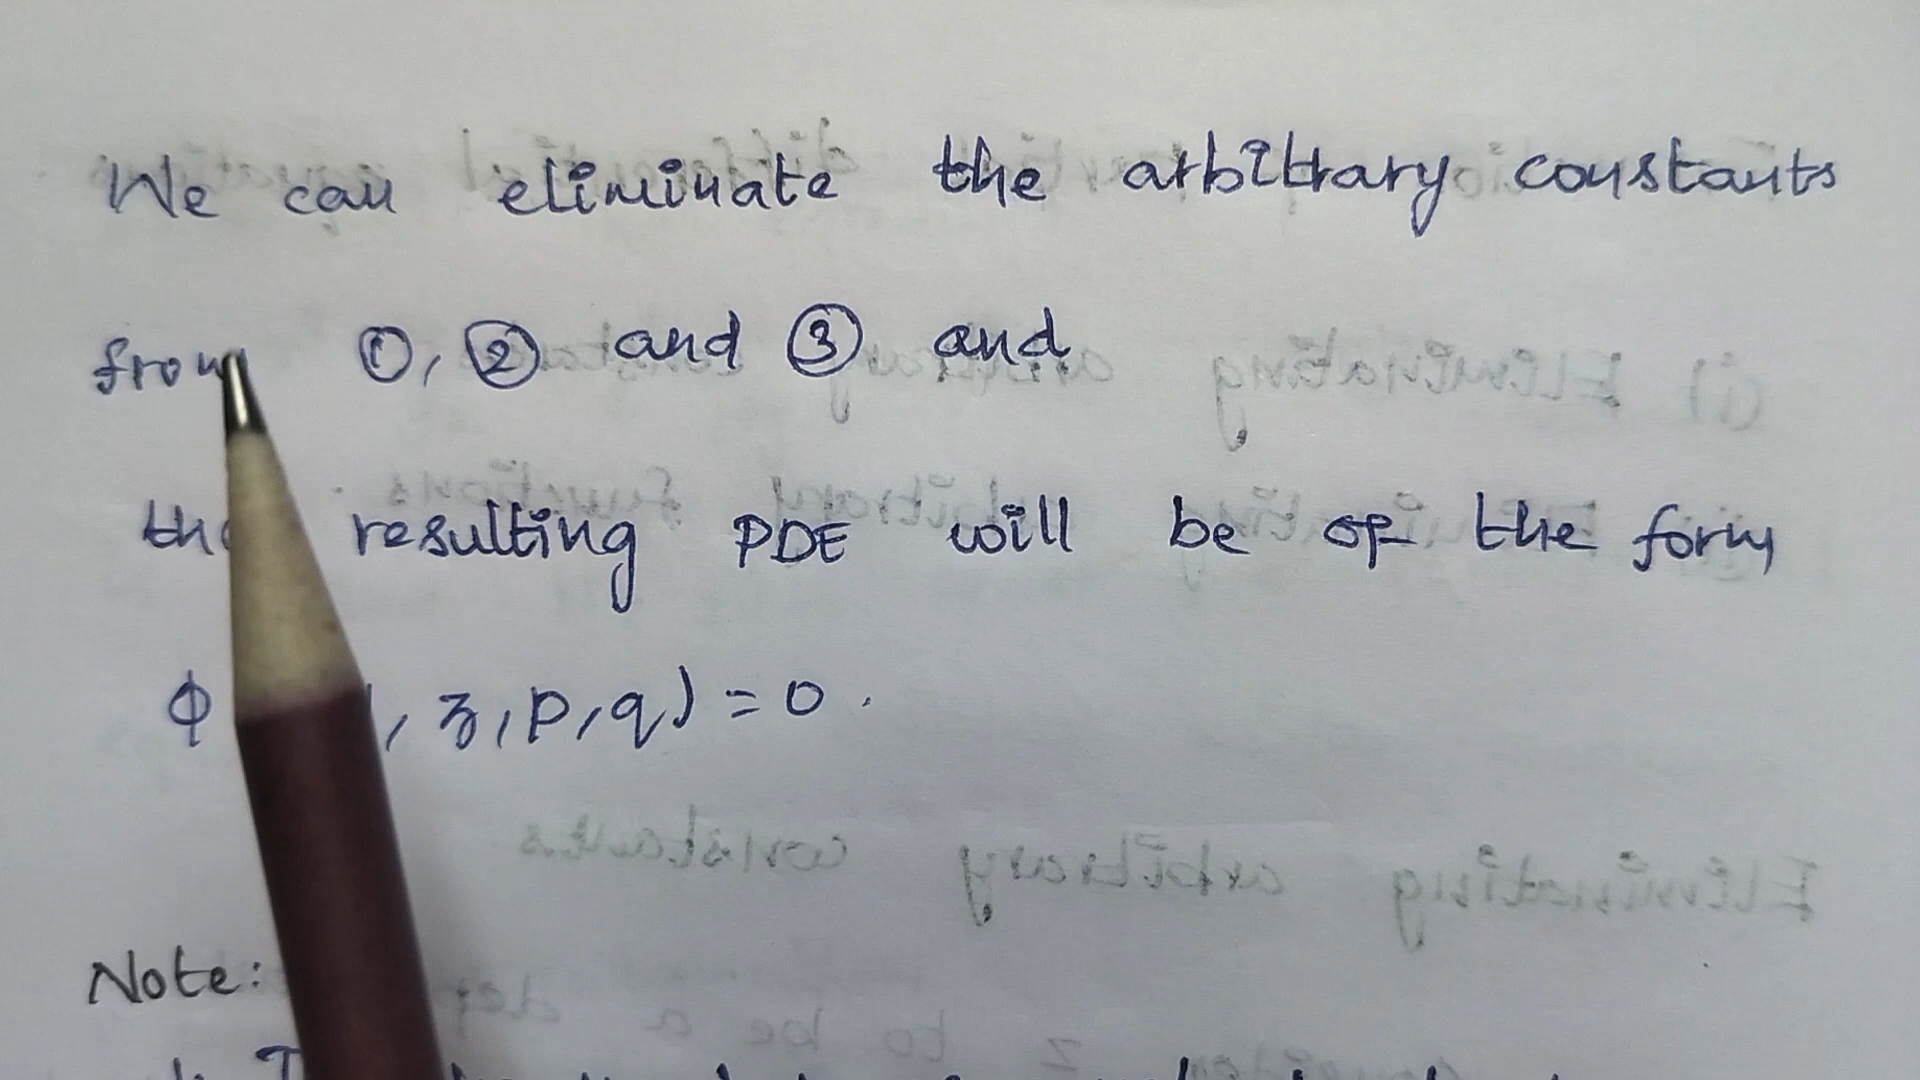 We can eliminate the arbitrary constants
from ①, ② and ③ and
the resulting PDE will be of the form
ϕ , z, p, q) = 0.
Note: